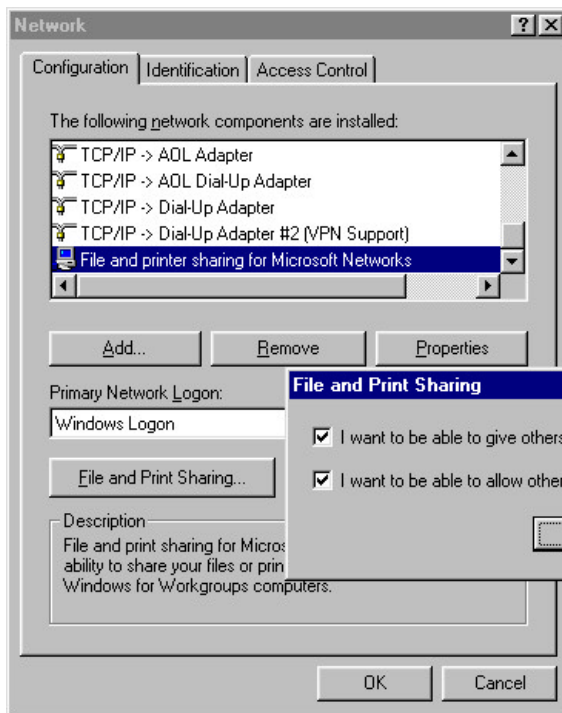 Network
Configuration
Identification
Access Control
The following network components are installed:
TCP/IP -> AOL Adapter
TCP/IP -> AOL Dial-Up Adapter
TCP/IP -> Dial-Up Adapter
TCP/IP -> Dial-Up Adapter #2 (VPN Support)
File and printer sharing for Microsoft Networks
Add...
Remove
Properties
Primary Network Logon:
Windows Logon
File and Print Sharing...
File and Print Sharing
I want to be able to give others
I want to be able to allow other
Description
File and print sharing for Micros
ability to share your files or prin
Windows for Workgroups computers.
OK
Cancel